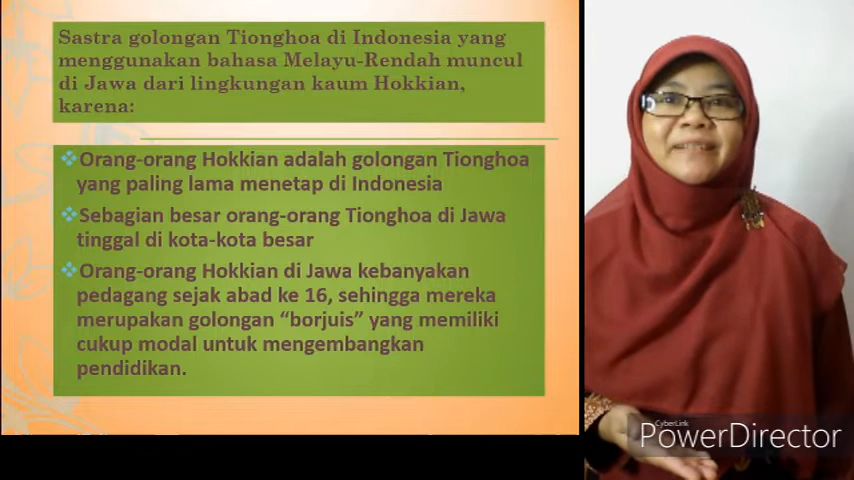 Sastra golongan Tionghoa di Indonesia yang
menggunakan bahasa Melayu-Rendah muncul
di Jawa dari lingkungan kaum Hokkian,
karena:
Orang-orang Hokkian adalah golongan Tionghoa
yang paling lama menetap di Indonesia
Sebagian besar orang-orang Tionghoa di Jawa
tinggal di kota-kota besar
Orang-orang Hokkian di Jawa kebanyakan
pedagang sejak abad ke 16, sehingga mereka
merupakan golongan “borjuis” yang memiliki
cukup modal untuk mengembangkan
pendidikan.
CyberLink
PowerDirector